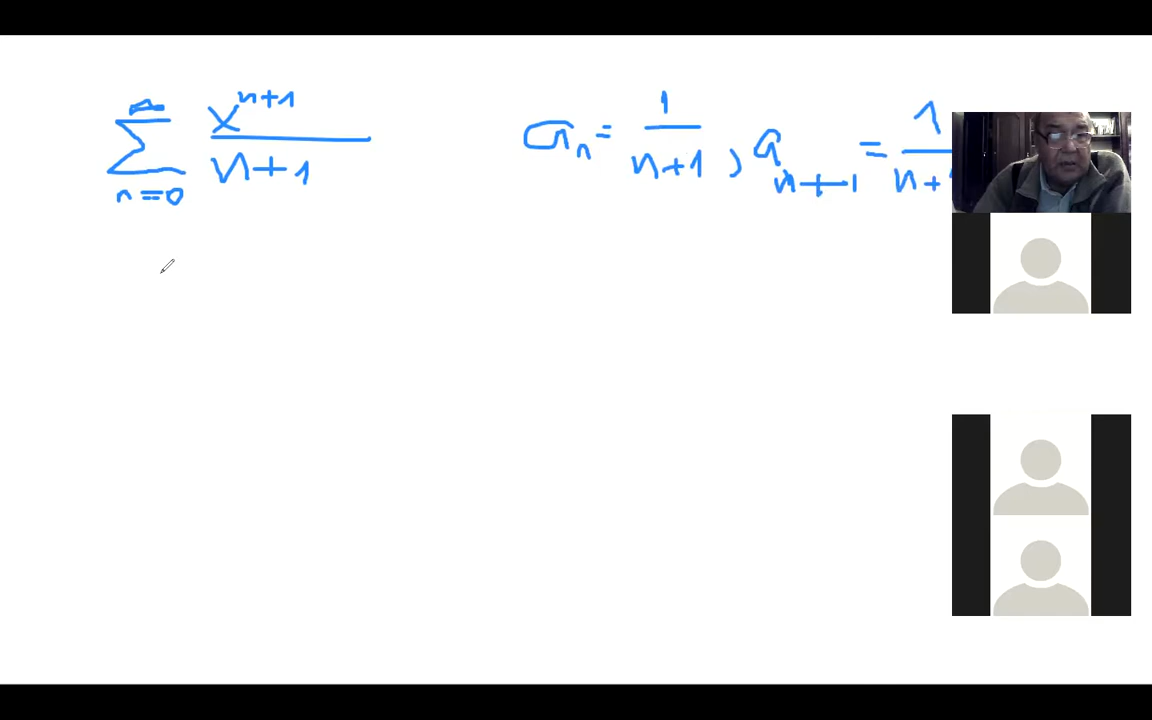 ∞
∑ x^{n+1} / n+1
n=0
a_n = 1 / n+1 , a_{n+1} = 1 / n+